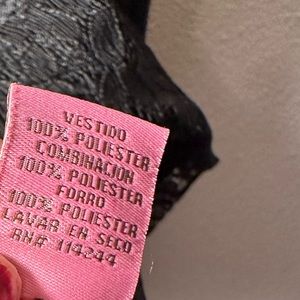 VESTIDO
100% POLIESTER
COMBINACION
100% POLIESTER
FORRO
100% POLIESTER
LAVAR EN SECO
RN# 114244